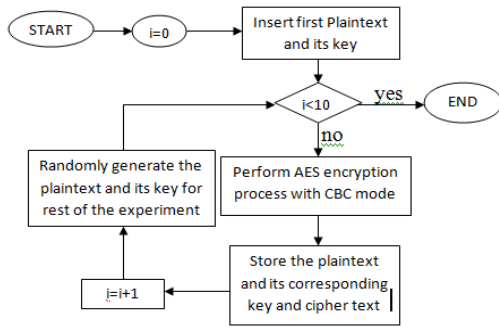 START
i=0
Insert first Plaintext
and its key
i<10
yes
END
no
Randomly generate the
plaintext and its key for
rest of the experiment
Perform AES encryption
process with CBC mode
Store the plaintext
and its corresponding
key and cipher text
i=i+1